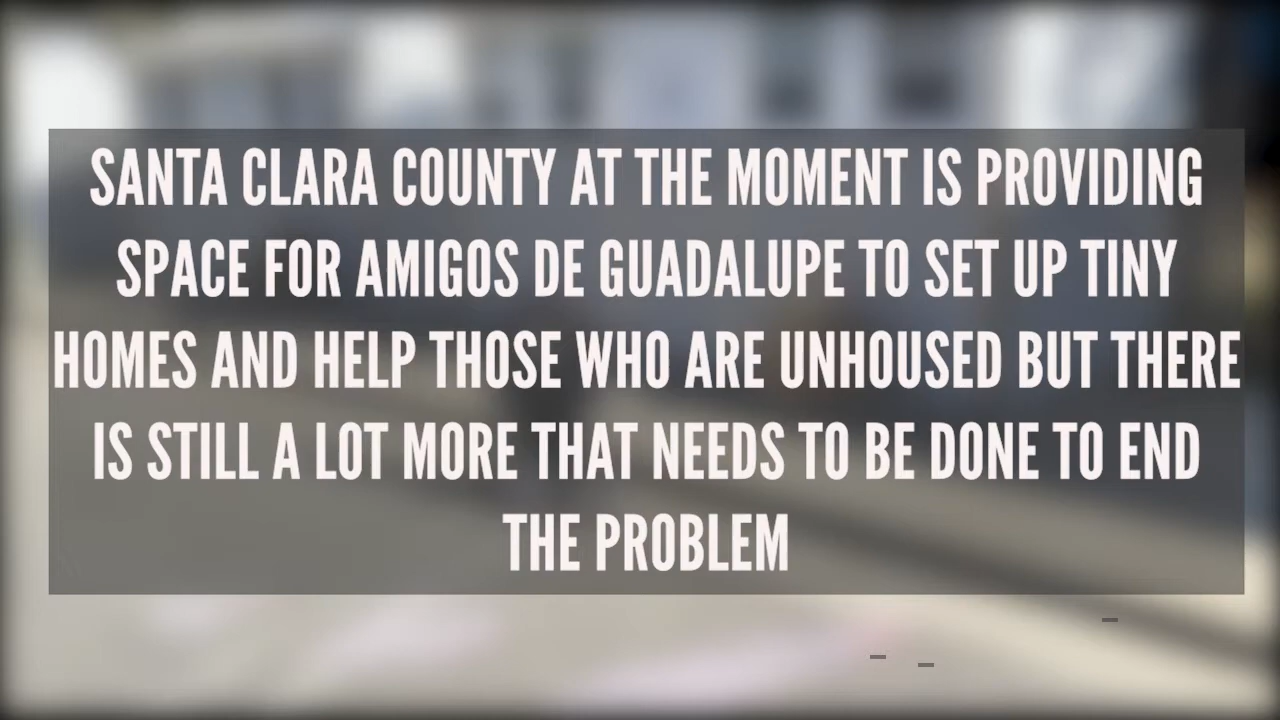 SANTA CLARA COUNTY AT THE MOMENT IS PROVIDING
SPACE FOR AMIGOS DE GUADALUPE TO SET UP TINY
HOMES AND HELP THOSE WHO ARE UNHOUSED BUT THERE
IS STILL A LOT MORE THAT NEEDS TO BE DONE TO END
THE PROBLEM